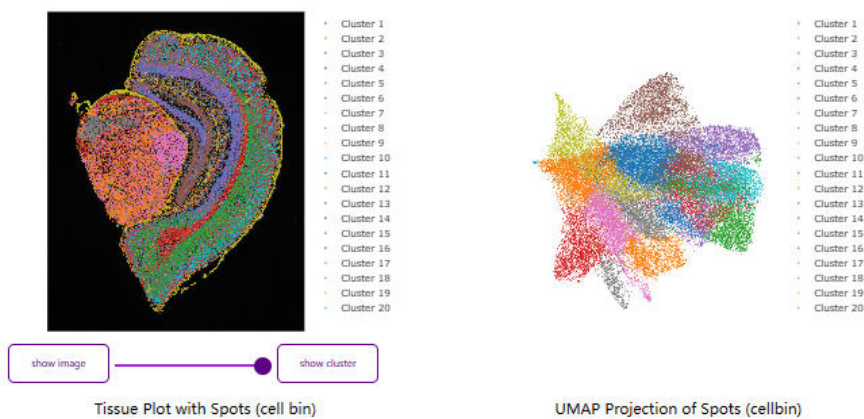 Cluster 1
Cluster 2
Cluster 3
Cluster 4
Cluster 5
Cluster 6
Cluster 7
Cluster 8
Cluster 9
Cluster 10
Cluster 11
Cluster 12
Cluster 13
Cluster 14
Cluster 15
Cluster 16
Cluster 17
Cluster 18
Cluster 19
Cluster 20
show image
show cluster
Tissue Plot with Spots (cell bin)
Cluster 1
Cluster 2
Cluster 3
Cluster 4
Cluster 5
Cluster 6
Cluster 7
Cluster 8
Cluster 9
Cluster 10
Cluster 11
Cluster 12
Cluster 13
Cluster 14
Cluster 15
Cluster 16
Cluster 17
Cluster 18
Cluster 19
Cluster 20
UMAP Projection of Spots (cellbin)